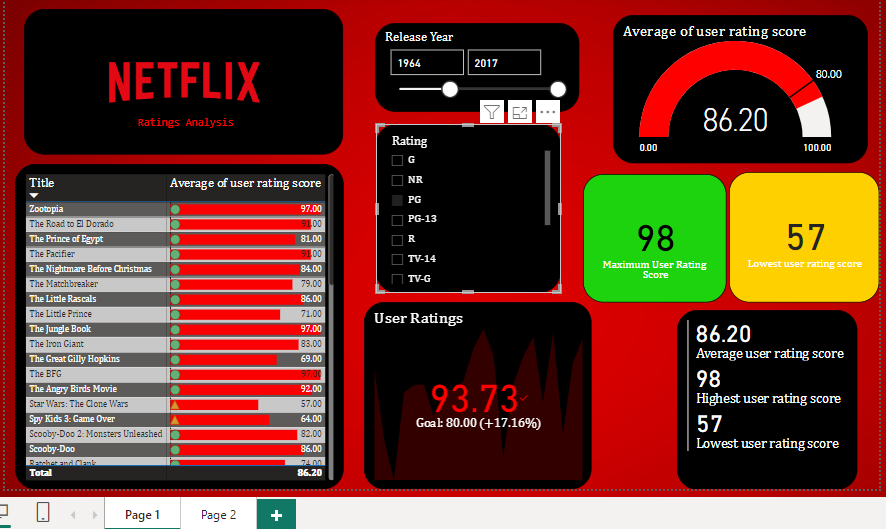 NETFLIX
Ratings Analysis
Release Year
1964 2017
Average of user rating score
80.00
86.20
0.00 100.00
Rating
G
NR
PG
PG-13
R
TV-14
TV-G
98
Maximum User Rating
Score
57
Lowest user rating score
Title Average of user rating score
Zootopia 97.00
The Road to El Dorado 91.00
The Prince of Egypt 81.00
The Pacifier 91.00
The Nightmare Before Christmas 84.00
The Matchbreaker 79.00
The Little Rascals 86.00
The Little Prince 71.00
The Jungle Book 97.00
The Iron Giant 83.00
The Great Gilly Hopkins 69.00
The BFG 97.00
The Angry Birds Movie 92.00
Star Wars: The Clone Wars 57.00
Spy Kids 3: Game Over 64.00
Scooby-Doo 2: Monsters Unleashed 82.00
Scooby-Doo 86.00
Ratchet and Clank 74.00
Total 86.20
User Ratings
93.73
Goal: 80.00 (+17.16%)
86.20
Average user rating score
98
Highest user rating score
57
Lowest user rating score
Page 1 Page 2